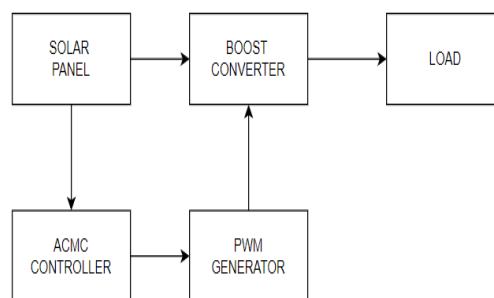 SOLAR
PANEL
BOOST
CONVERTER
LOAD
ACMC
CONTROLLER
PWM
GENERATOR